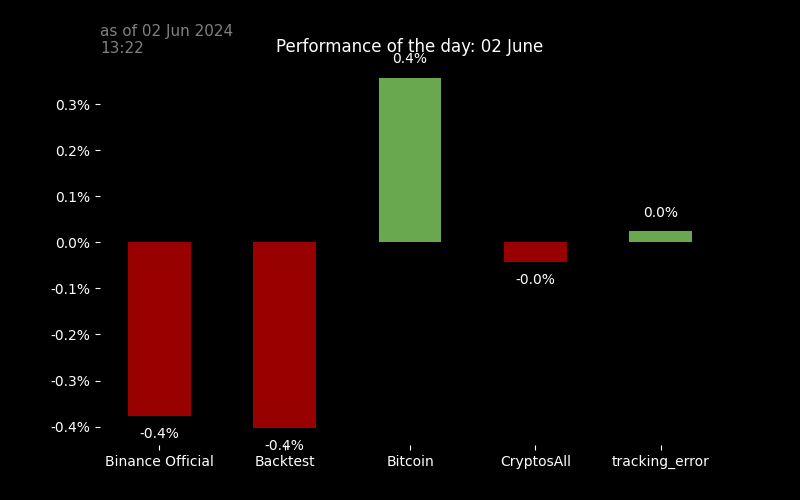 as of 02 Jun 2024
13:22
Performance of the day: 02 June
0.4%
0.3%
0.2%
0.1%
0.0%
-0.1%
-0.2%
-0.3%
-0.4%
0.0%
-0.0%
-0.4%
-0.4%
Binance Official
Backtest
Bitcoin
CryptosAll
tracking_error